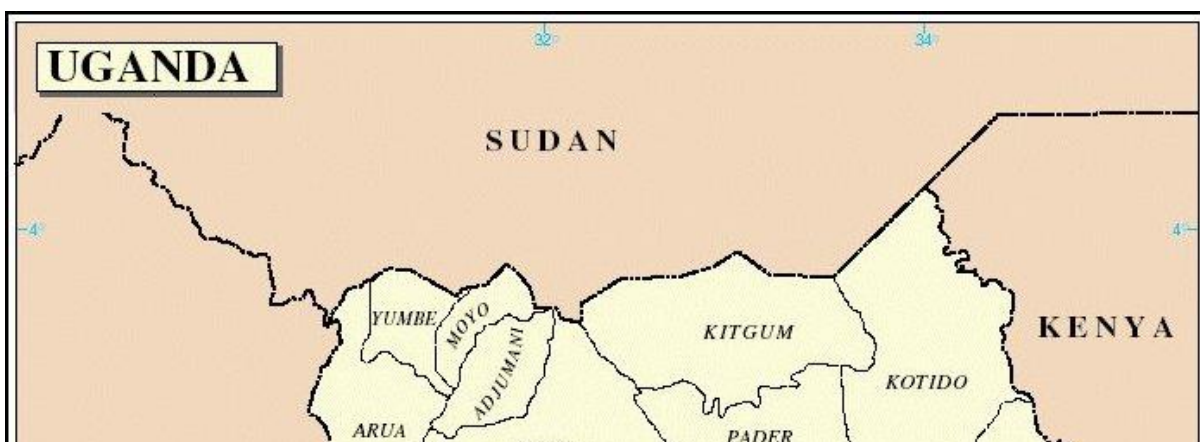 UGANDA
32°
34°
SUDAN
4°
4°
YUMBE
MOYO
KITGUM
KENYA
ADJUMANI
KOTIDO
ARUA
PADER